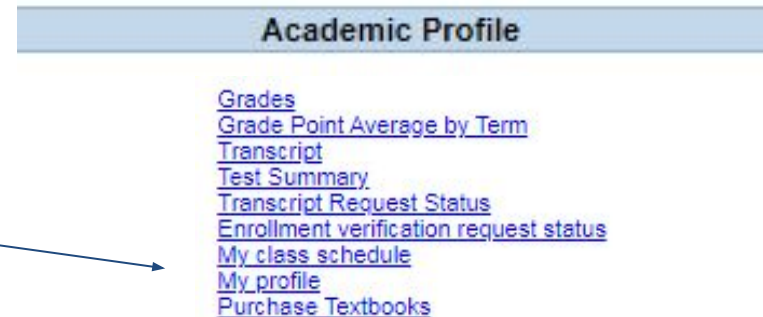 Academic Profile
Grades
Grade Point Average by Term
Transcript
Test Summary
Transcript Request Status
Enrollment verification request status
My class schedule
My profile
Purchase Textbooks